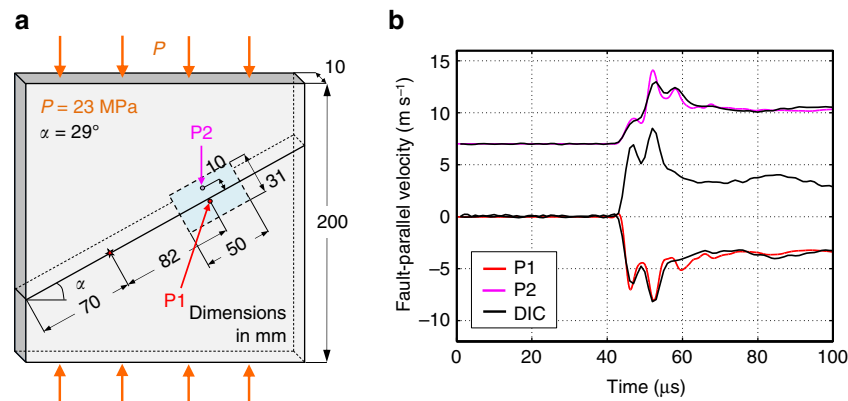 a
P
10
P = 23 MPa
α = 29°
P2
10
31
200
82
50
α
70
P1
Dimensions
in mm
b
Fault-parallel velocity (m s⁻¹)
15
10
5
0
−5
−10
P1
P2
DIC
0 20 40 60 80 100
Time (μs)